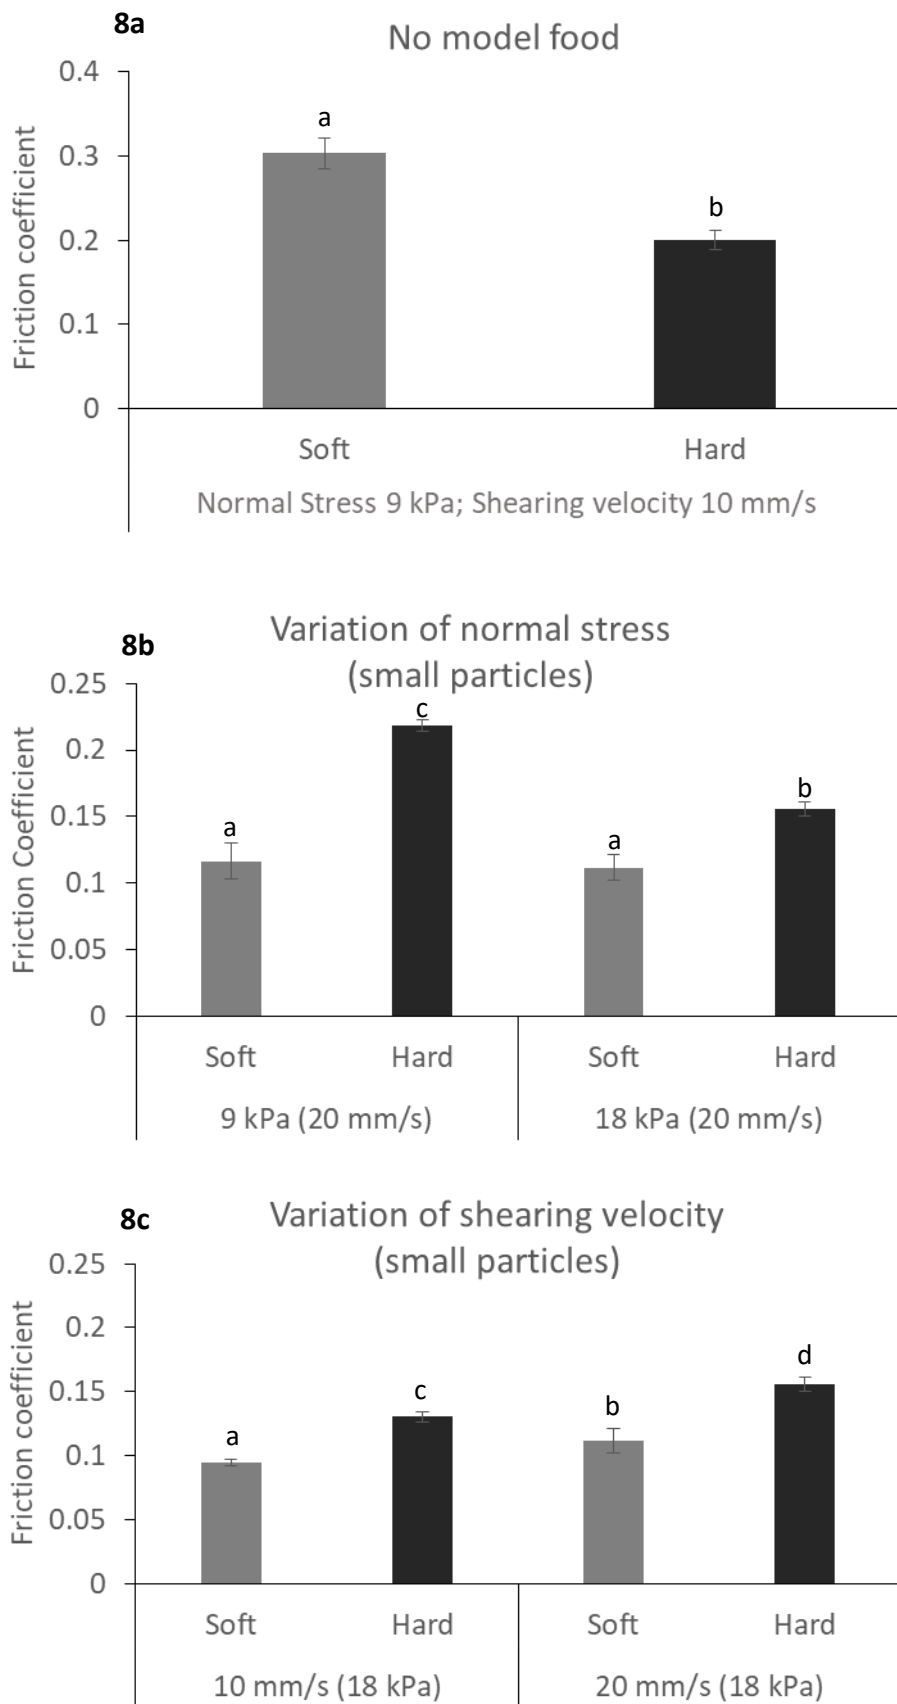 8a
No model food
0.4
a
0.3
b
0.2
0.1
0
Friction coefficient
Soft
Hard
Normal Stress 9 kPa; Shearing velocity 10 mm/s
8b
Variation of normal stress
(small particles)
0.25
c
0.2
b
0.15
a
a
0.1
0.05
0
Friction Coefficient
Soft
Hard
Soft
Hard
9 kPa (20 mm/s)
18 kPa (20 mm/s)
8c
Variation of shearing velocity
(small particles)
0.25
0.2
d
c
b
0.15
a
0.1
0.05
0
Friction coefficient
Soft
Hard
Soft
Hard
10 mm/s (18 kPa)
20 mm/s (18 kPa)